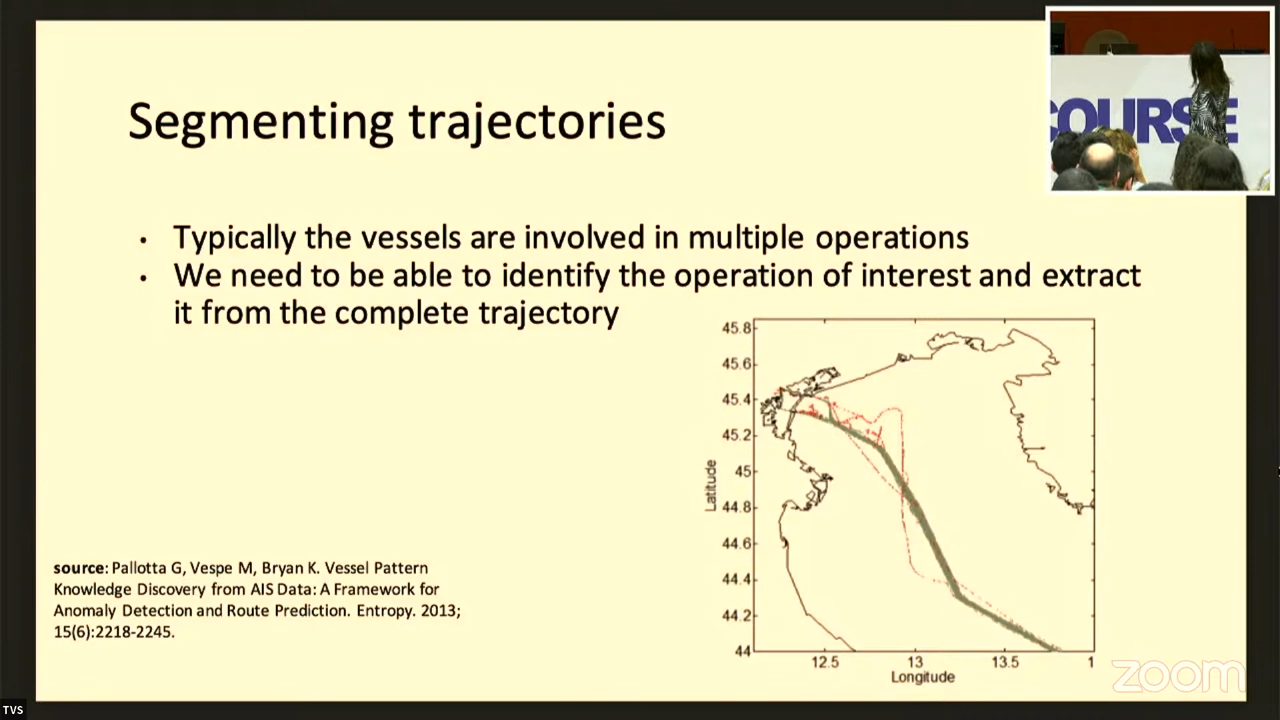 Segmenting trajectories
COURSE
• Typically the vessels are involved in multiple operations
• We need to be able to identify the operation of interest and extract
it from the complete trajectory
45.8
45.6
45.4
45.2
45
44.8
44.6
44.4
44.2
44
Latitude
12.5
13
13.5
1
Longitude
source: Pallotta G, Vespe M, Bryan K. Vessel Pattern
Knowledge Discovery from AIS Data: A Framework for
Anomaly Detection and Route Prediction. Entropy. 2013;
15(6):2218-2245.
zoom
TVS